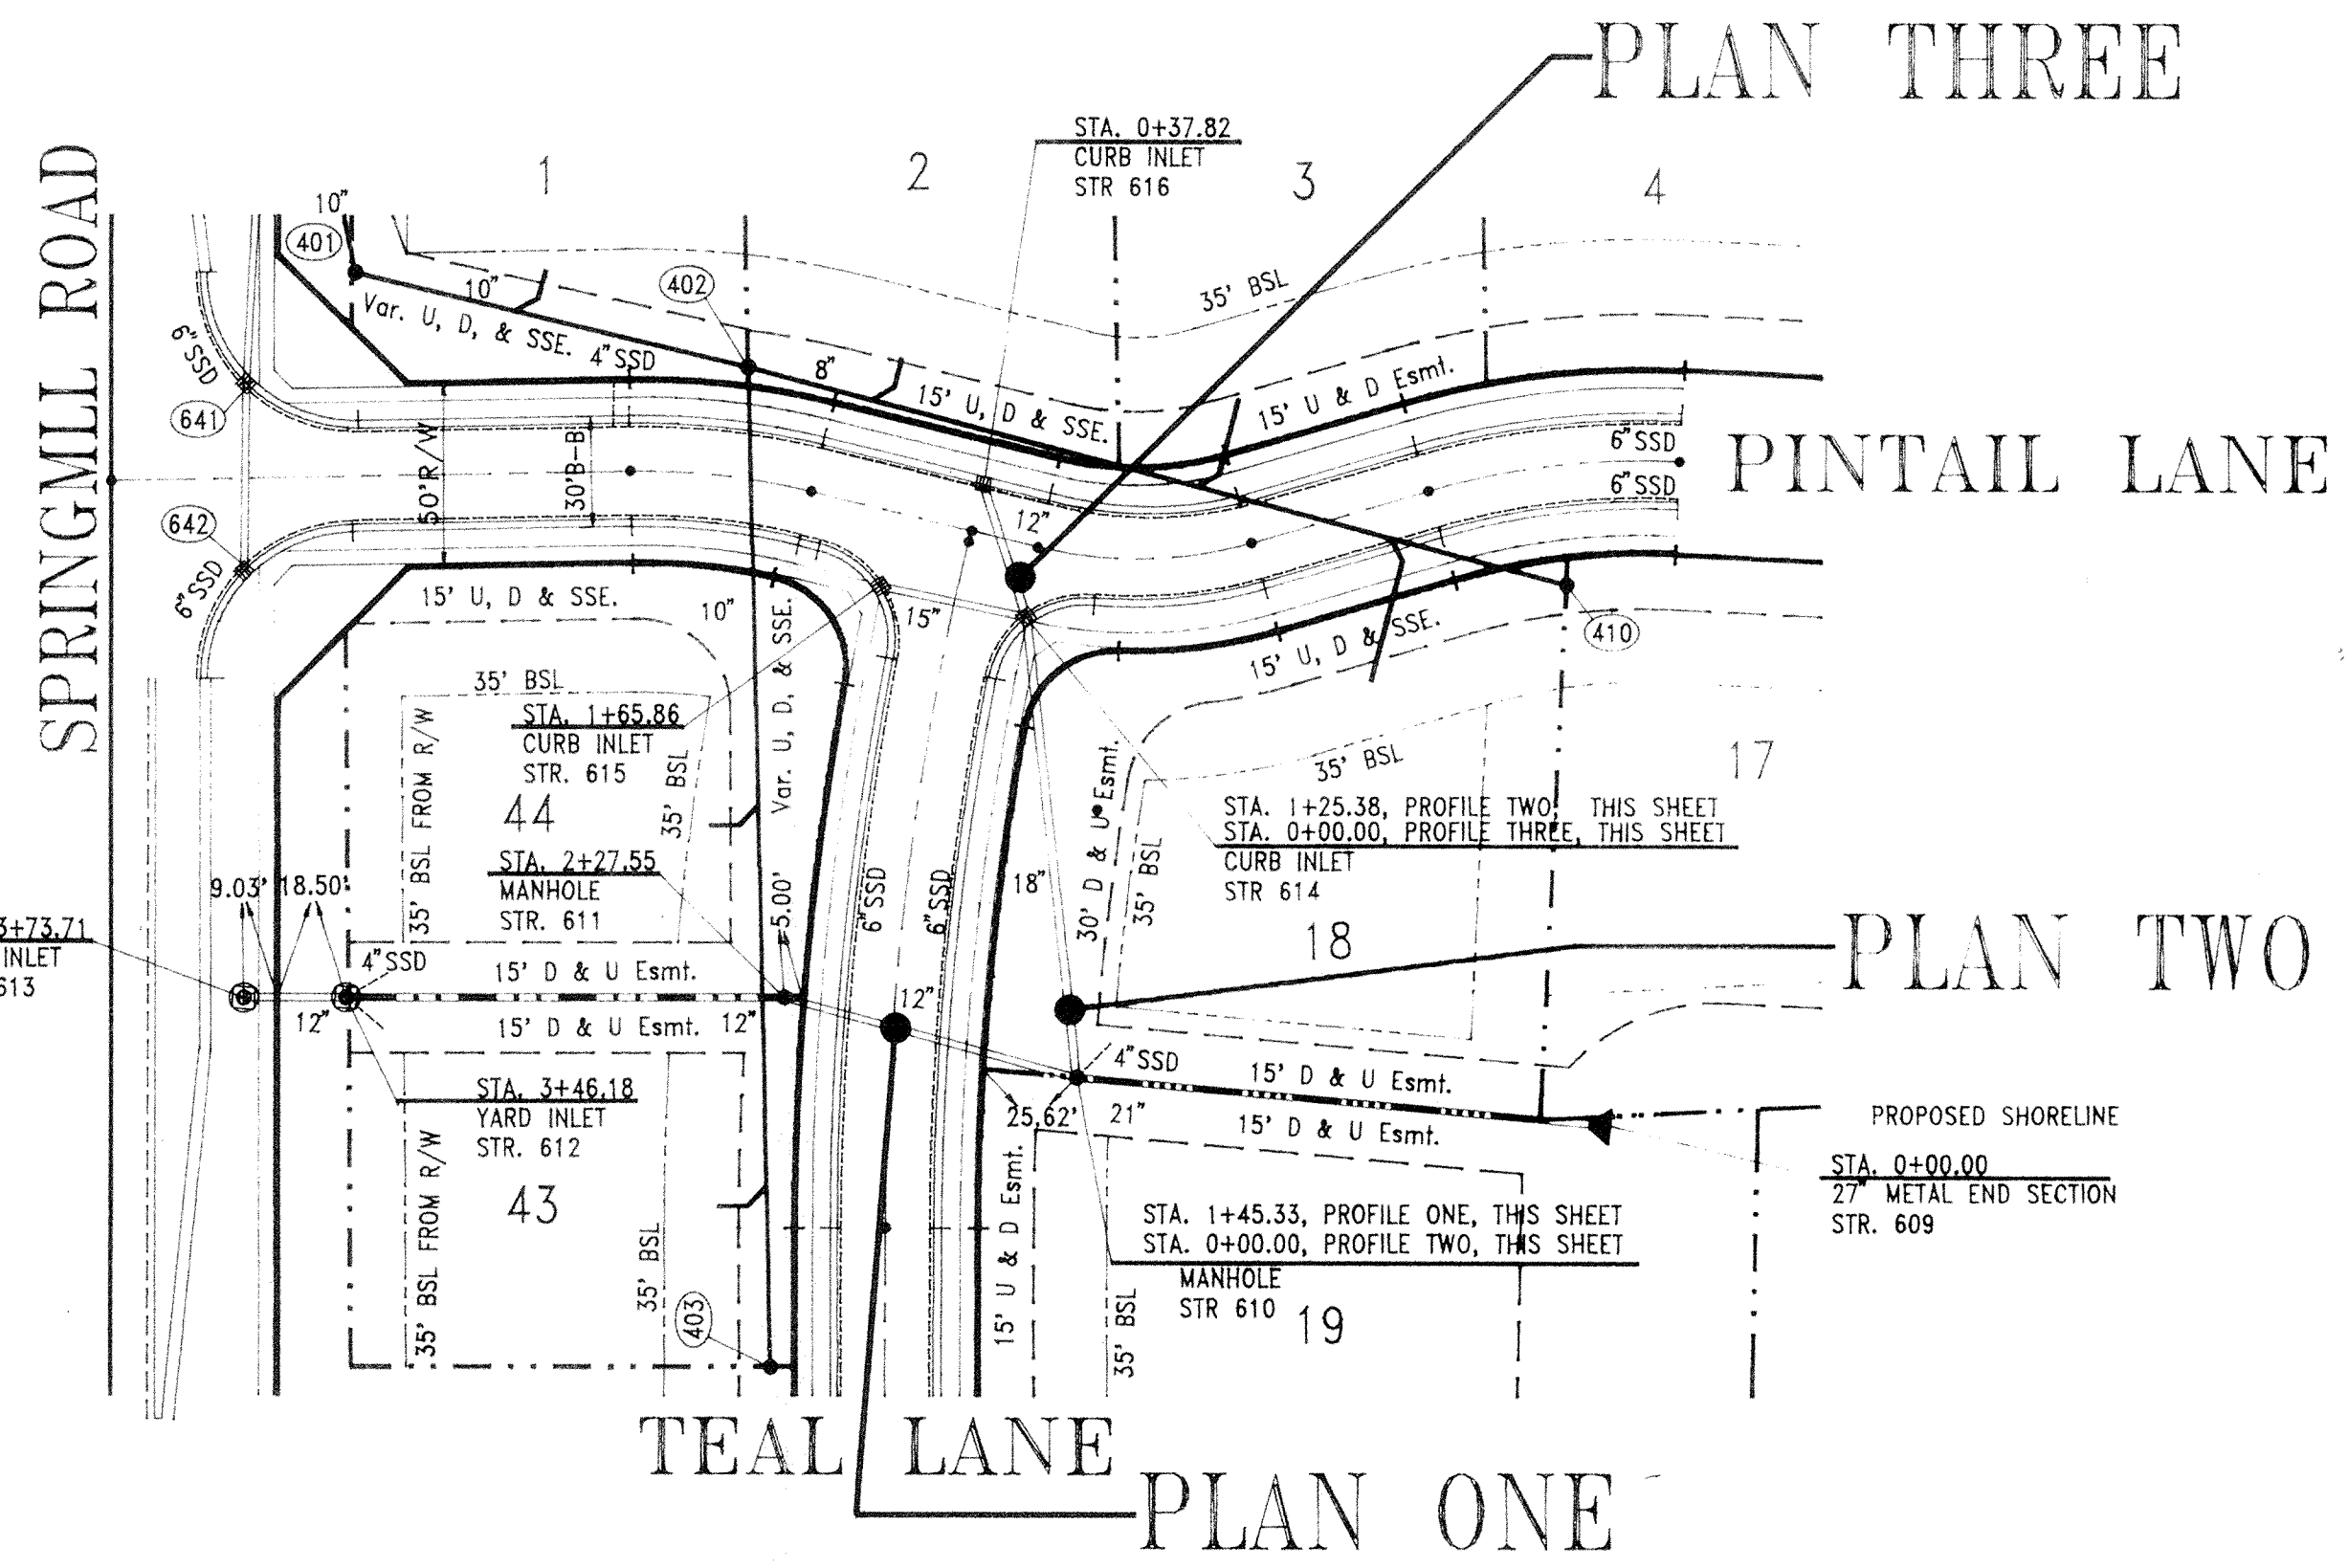 PLAN THREE
STA. 0+37.82
CURB INLET
STR 616
1
2
3
4
10"
401
10"
402
35' BSL
SPRINGMILL ROAD
Var. U, D, & SSE.
4" SSD
8"
15' U, D & SSE.
15' U & D Esmt.
6" SSD
641
50' R/W
30' B-B
6" SSD
6" SSD
PINTAIL LANE
642
12"
6" SSD
15' U, D & SSE.
10"
15"
Var. U, D, & SSE.
15' U, D & SSE.
410
35' BSL
STA. 1+65.86
CURB INLET
STR. 615
44
35' BSL FROM R/W
35' BSL
17
35' BSL
30' D & U Esmt.
35' BSL
STA. 1+25.38, PROFILE TWO, THIS SHEET
STA. 0+00.00, PROFILE THREE, THIS SHEET
CURB INLET
STR 614
STA. 2+27.55
MANHOLE
STR. 611
9.03'
18.50'
5.00'
6" SSD
6" SSD
18"
18
3+73.71
INLET
613
PLAN TWO
4" SSD
15' D & U Esmt.
12"
12"
15' D & U Esmt.
12"
4" SSD
15' D & U Esmt.
25.62'
21"
15' D & U Esmt.
STA. 3+46.18
YARD INLET
STR. 612
43
35' BSL FROM R/W
35' BSL
403
15' U & D Esmt.
35' BSL
PROPOSED SHORELINE
STA. 0+00.00
27" METAL END SECTION
STR. 609
STA. 1+45.33, PROFILE ONE, THIS SHEET
STA. 0+00.00, PROFILE TWO, THIS SHEET
MANHOLE
STR 610
19
TEAL LANE
PLAN ONE